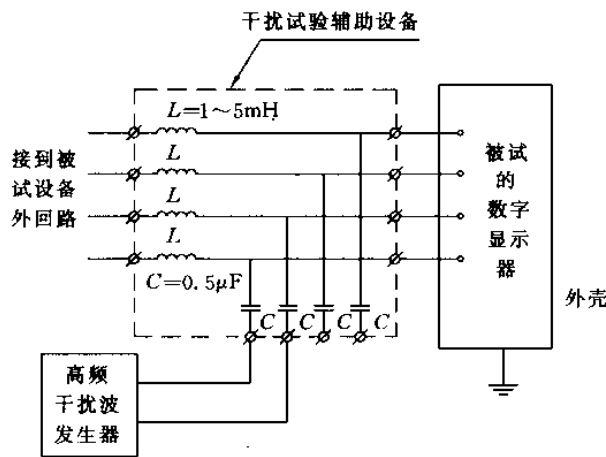 干扰试验辅助设备
L=1～5mH
L
L
L
接到被
试设备
外回路
C=0.5μF
C
C
C
C
被
试
的
数字
显示
器
外壳
高频
干扰波
发生器